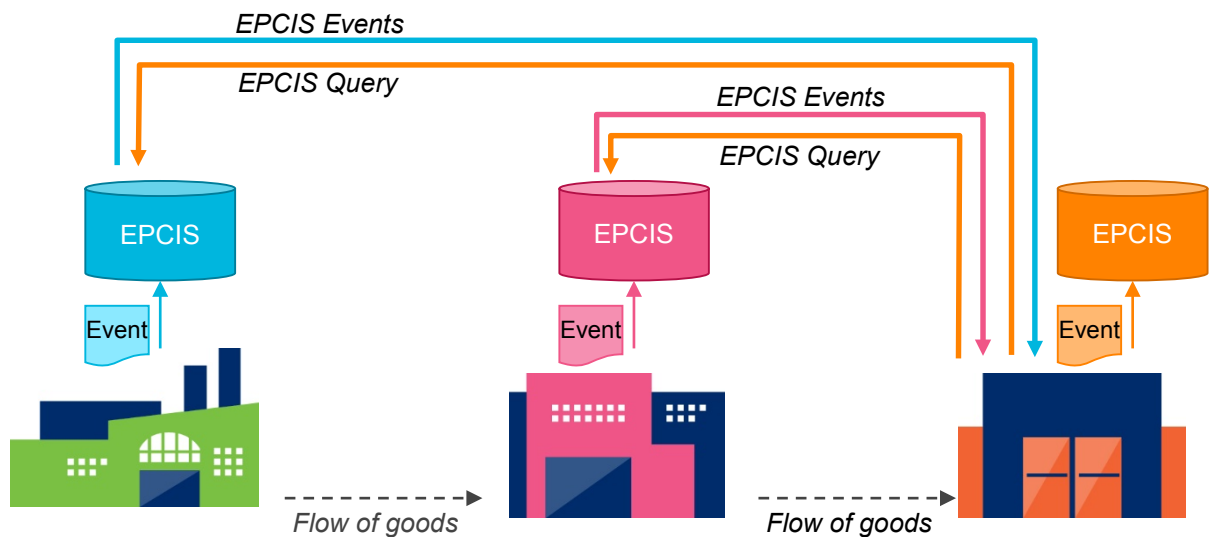 EPCIS Events
EPCIS Query
EPCIS Events
EPCIS Query
EPCIS
EPCIS
EPCIS
Event
Event
Event
Flow of goods
Flow of goods